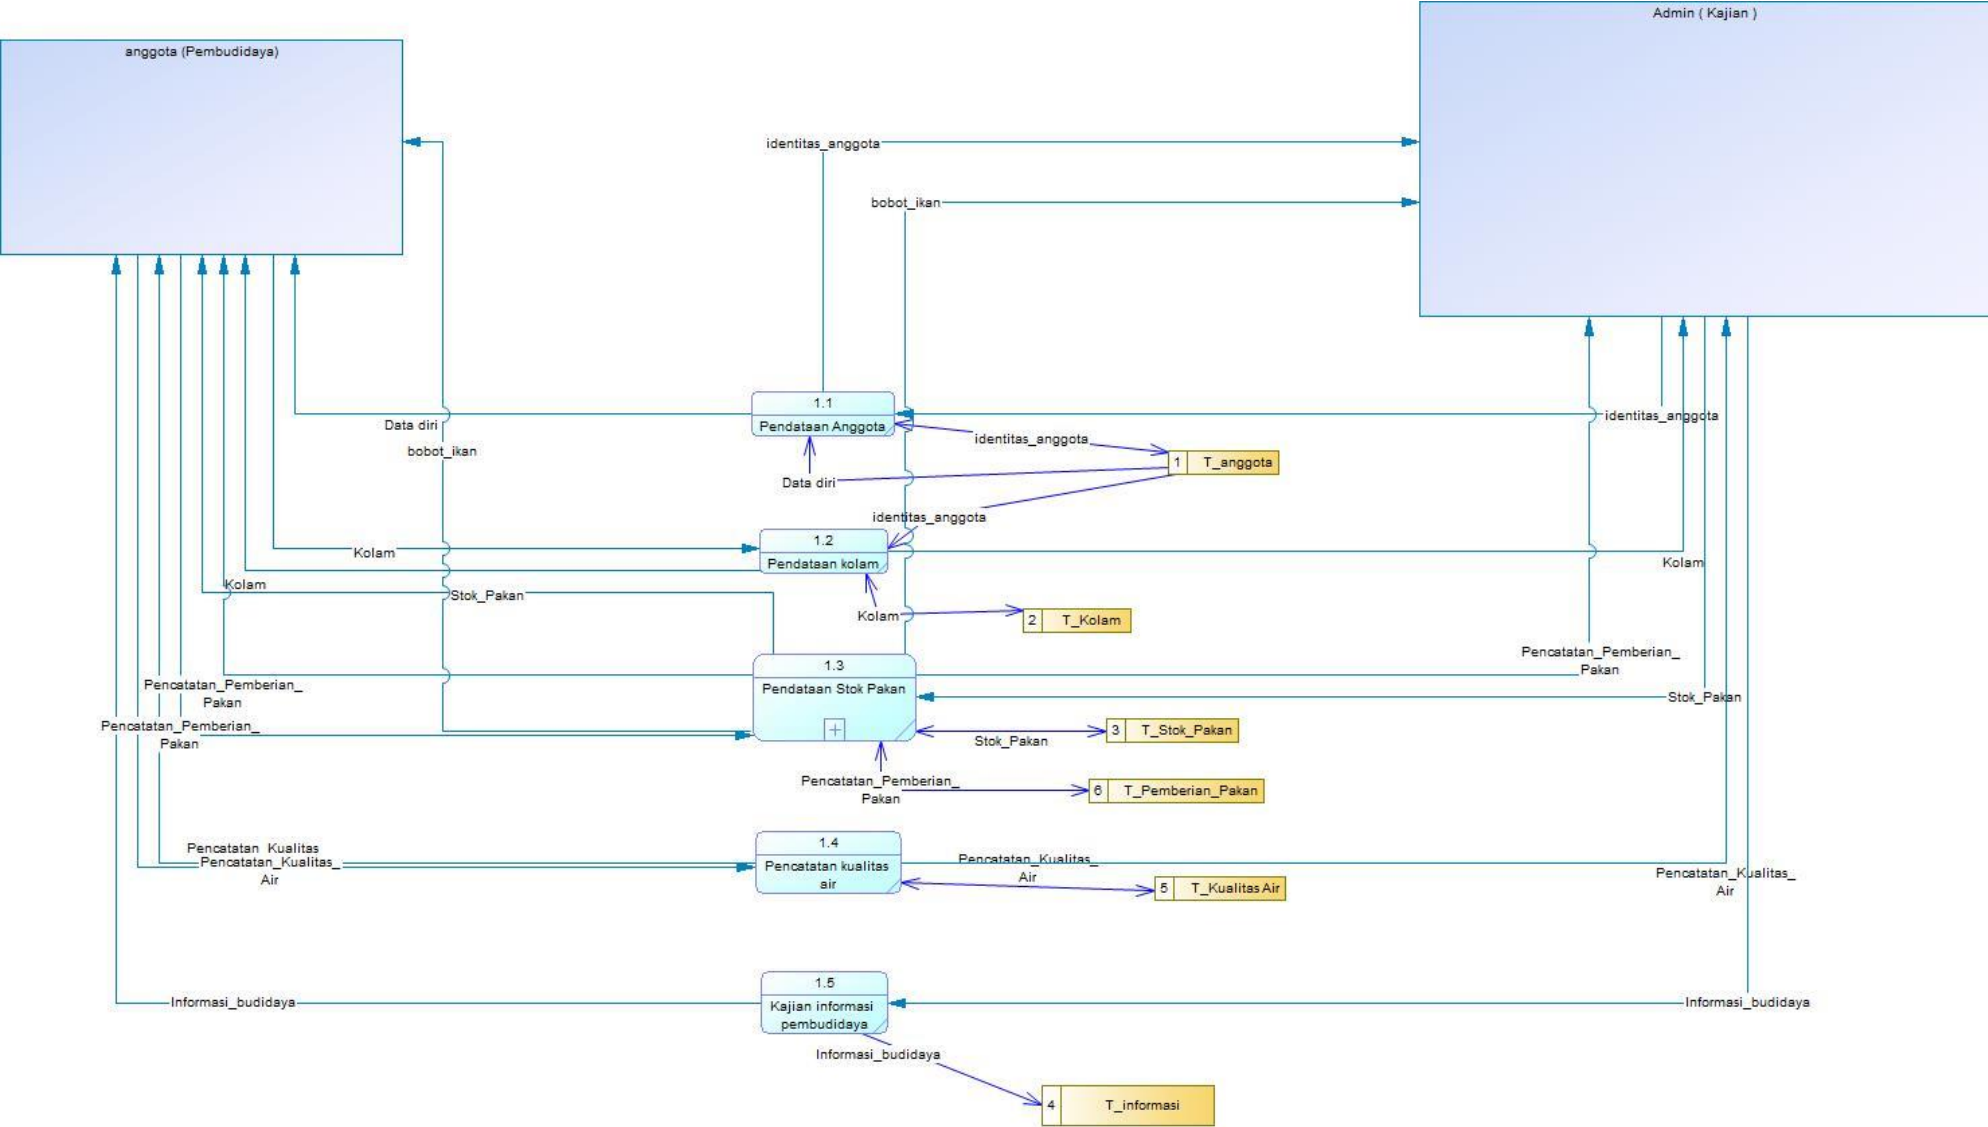 Admin ( Kajian )
anggota (Pembudidaya)
identitas_anggota
bobot_ikan
1.1
Pendataan Anggota
identitas_anggota
Data diri
identitas_anggota
bobot_ikan
1 T_anggota
Data diri
identitas_anggota
1.2
Pendataan kolam
Kolam
Kolam
Kolam
Stok_Pakan
Kolam
2 T_Kolam
Pencatatan_Pemberian_
Pakan
1.3
Pendataan Stok Pakan
Pencatatan_Pemberian_
Pakan
Stok_Pakan
Pencatatan_Pemberian_
Pakan
3 T_Stok_Pakan
Stok_Pakan
Pencatatan_Pemberian_
Pakan
6 T_Pemberian_Pakan
1.4
Pencatatan kualitas
air
Pencatatan_Kualitas
Pencatatan_Kualitas_
Air
Pencatatan_Kualitas_
Air
Pencatatan_Kualitas_
Air
5 T_Kualitas Air
1.5
Kajian informasi
pembudidaya
Informasi_budidaya
Informasi_budidaya
Informasi_budidaya
4 T_informasi